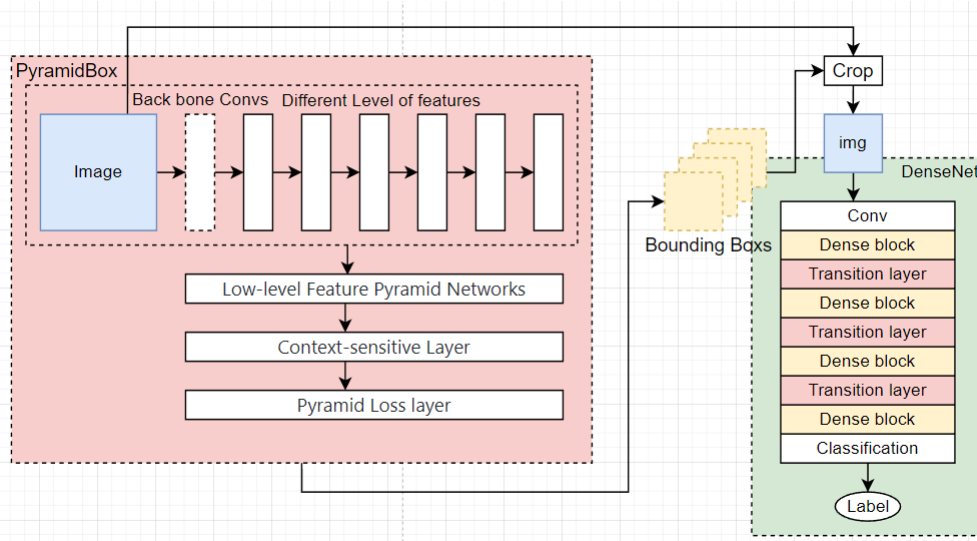 PyramidBox
Back bone Convs
Different Level of features
Image
Low-level Feature Pyramid Networks
Context-sensitive Layer
Pyramid Loss layer
Bounding Boxs
Crop
img
DenseNet
Conv
Dense block
Transition layer
Dense block
Transition layer
Dense block
Transition layer
Dense block
Classification
Label